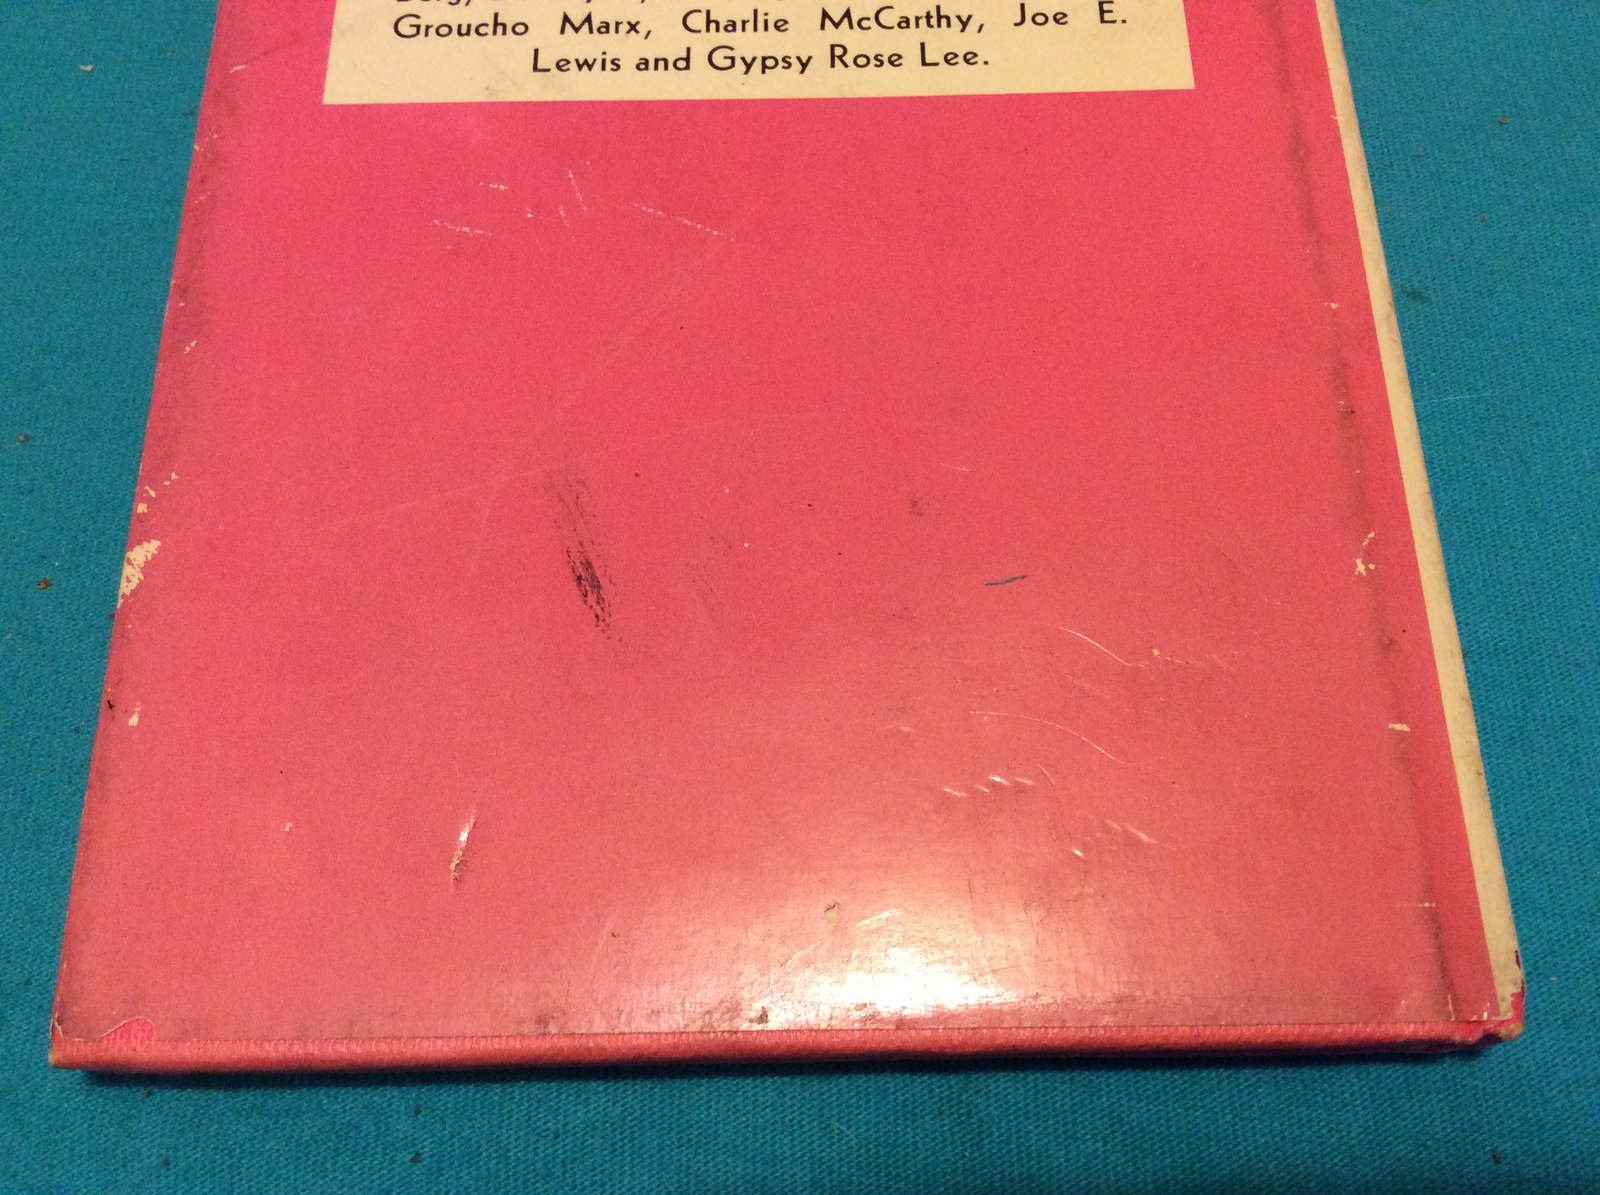 Groucho Marx, Charlie McCarthy, Joe E.
Lewis and Gypsy Rose Lee.